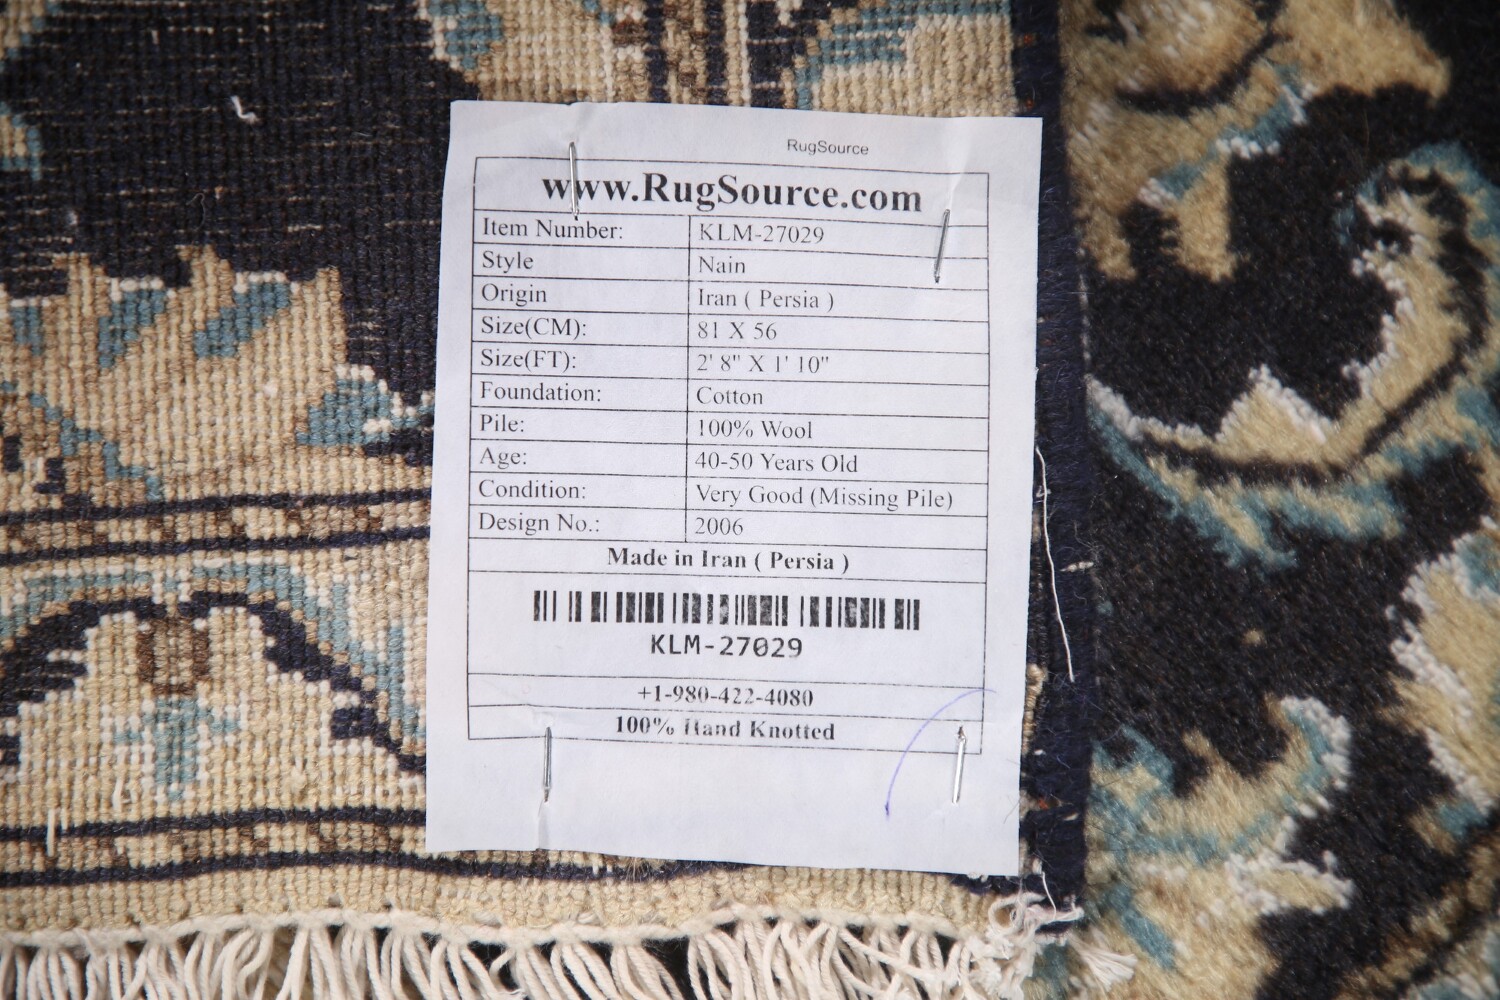 RugSource
www.RugSource.com
Item Number: KLM-27029
Style Nain
Origin Iran ( Persia )
Size(CM): 81 X 56
Size(FT): 2' 8" X 1' 10"
Foundation: Cotton
Pile: 100% Wool
Age: 40-50 Years Old
Condition: Very Good (Missing Pile)
Design No.: 2006
Made in Iran ( Persia )
KLM-27029
+1-980-422-4080
100% Hand Knotted